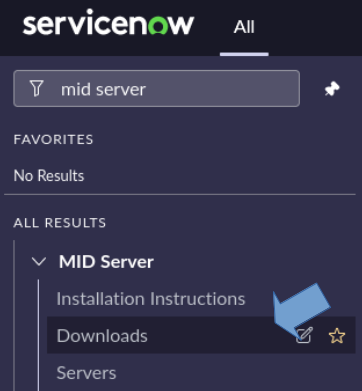 servicenow All
mid server
FAVORITES
No Results
ALL RESULTS
MID Server
Installation Instructions
Downloads
Servers